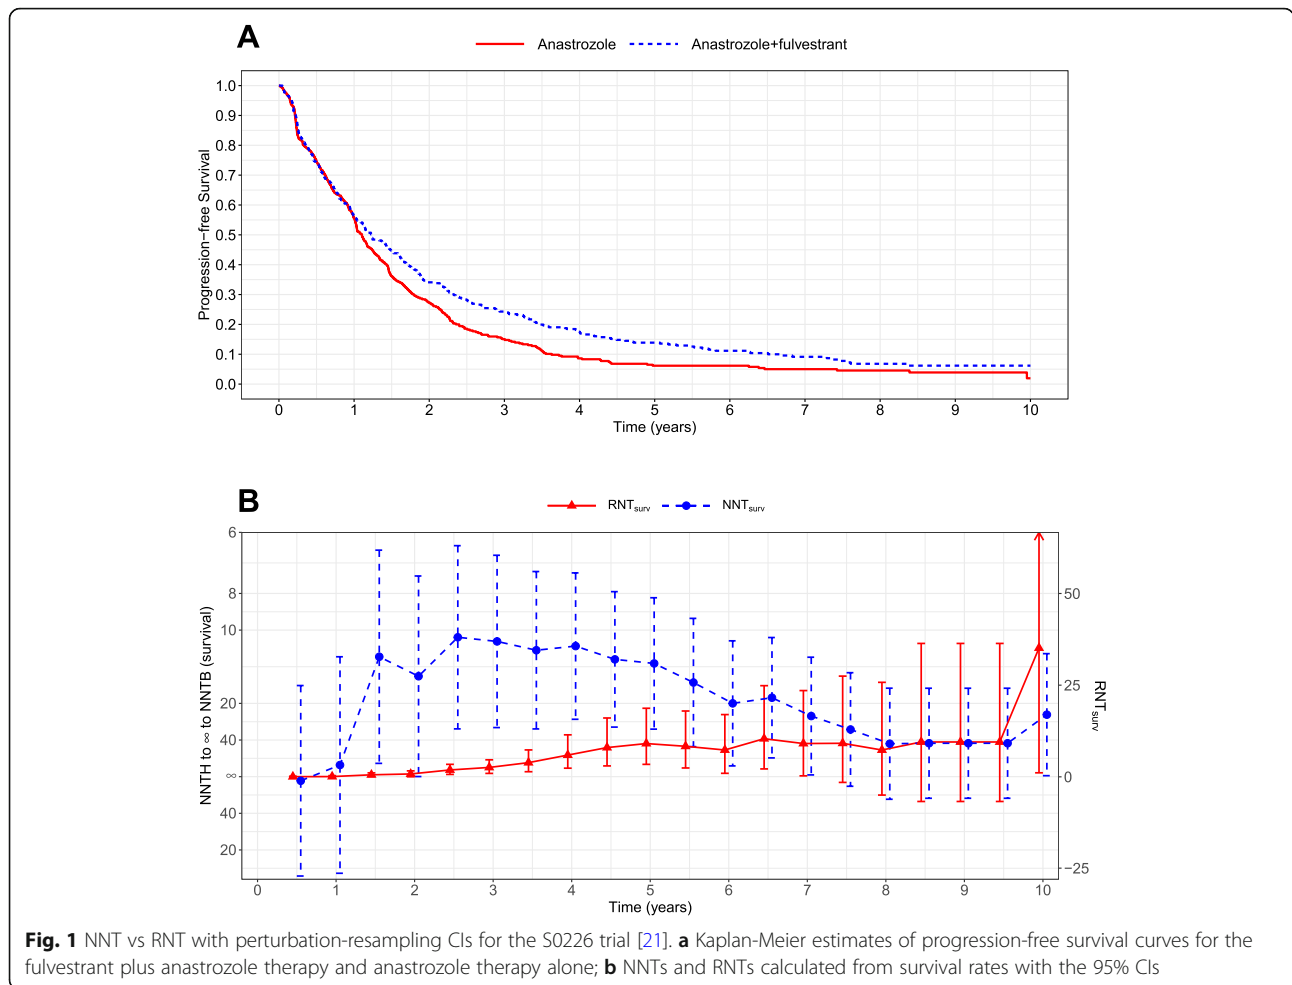 A
Anastrozole Anastrozole+fulvestrant
Progression−free Survival
1.0
0.9
0.8
0.7
0.6
0.5
0.4
0.3
0.2
0.1
0.0
0 1 2 3 4 5 6 7 8 9 10
Time (years)
B
RNTsurv NNTsurv
NNTH to ∞ to NNTB (survival)
6
8
10
20
40
∞
40
20
50
25
0
−25
RNTsurv
0 1 2 3 4 5 6 7 8 9 10
Time (years)
Fig. 1 NNT vs RNT with perturbation-resampling CIs for the S0226 trial [21]. a Kaplan-Meier estimates of progression-free survival curves for the
fulvestrant plus anastrozole therapy and anastrozole therapy alone; b NNTs and RNTs calculated from survival rates with the 95% CIs